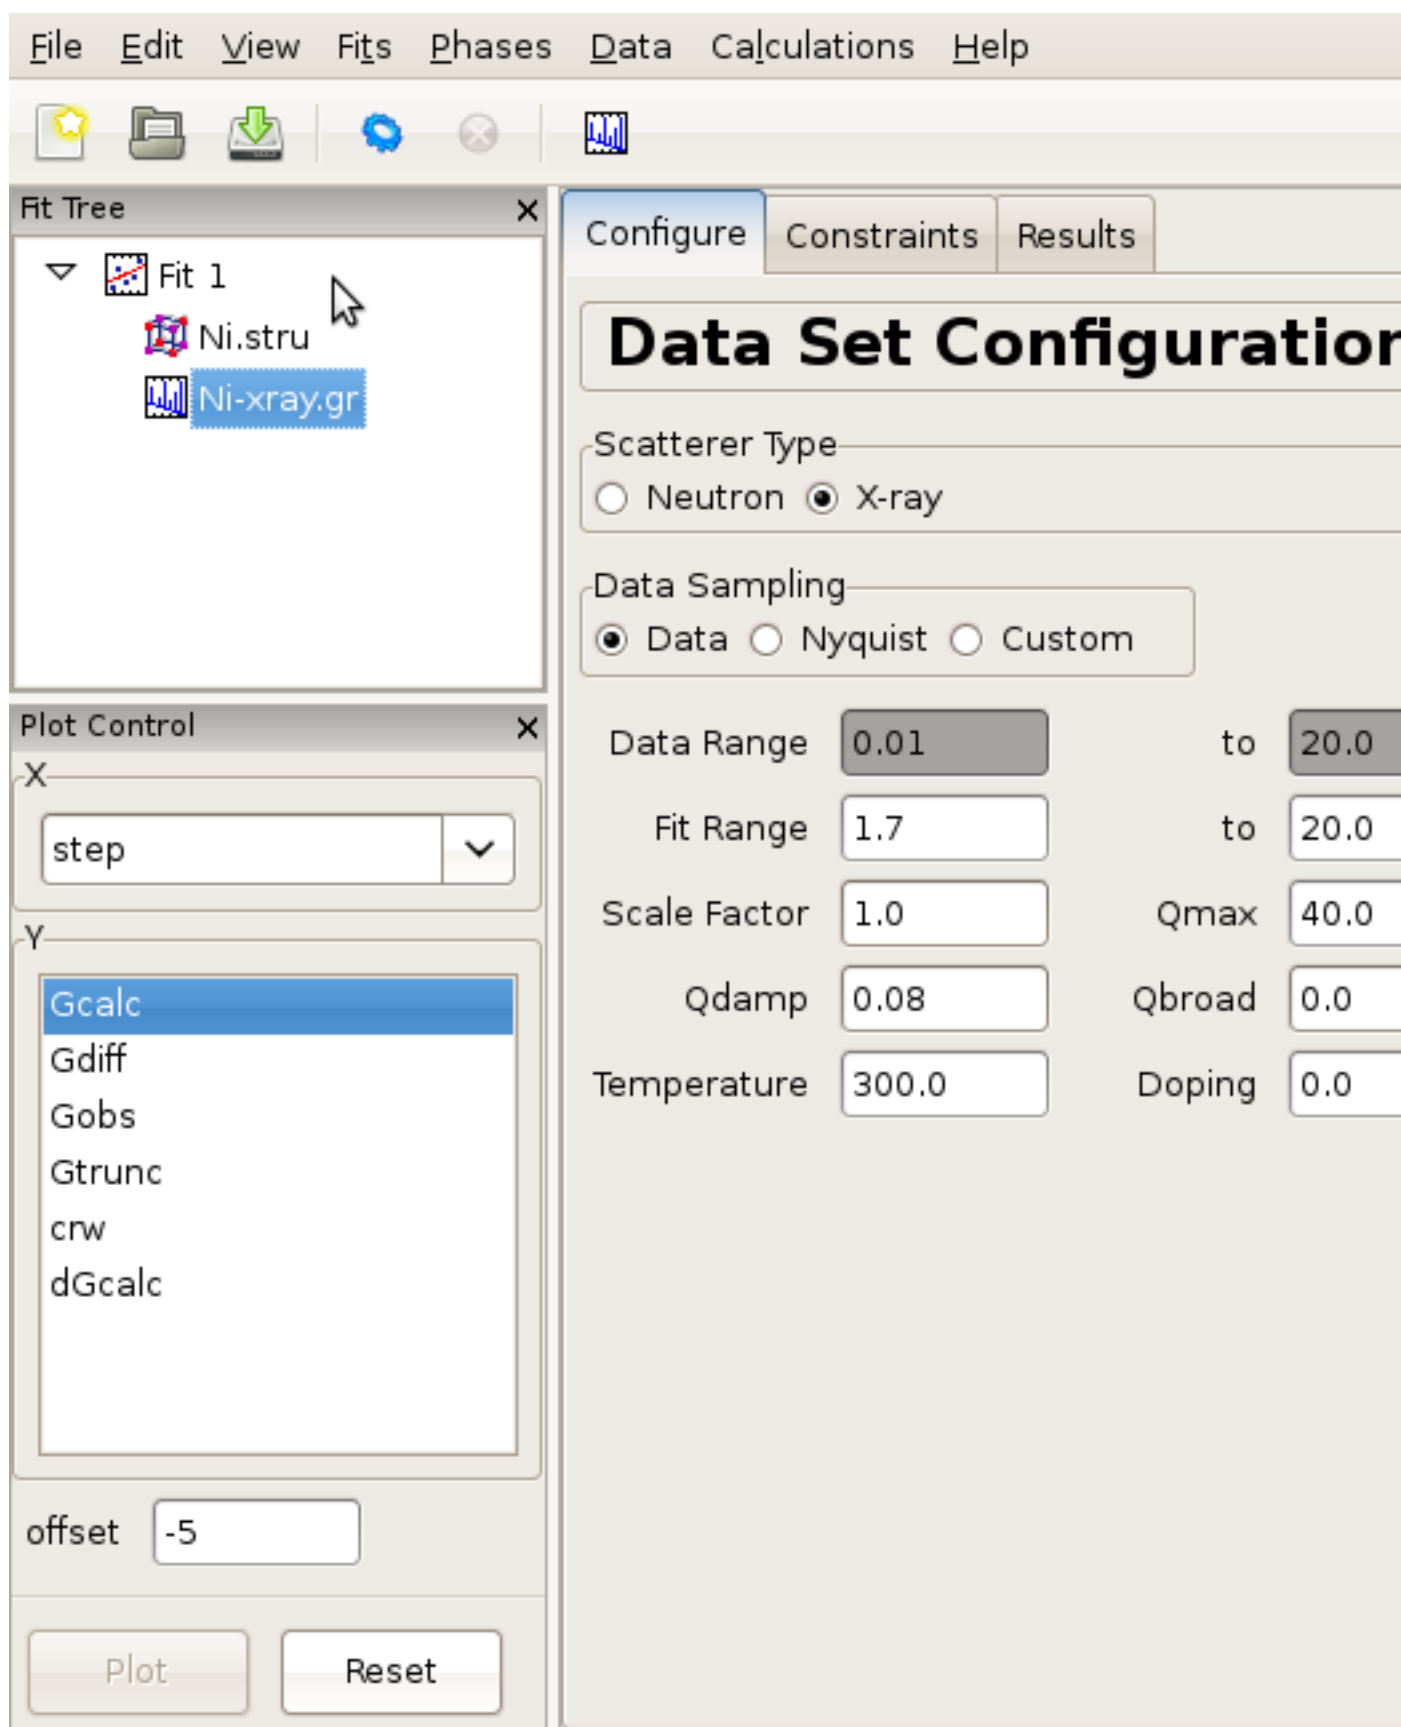 File Edit View Fits Phases Data Calculations Help
Fit Tree
Fit 1
Ni.stru
Ni-xray.gr
Plot Control
X
step
Y
Gcalc
Gdiff
Gobs
Gtrunc
crw
dGcalc
offset -5
Plot Reset
Configure Constraints Results
Data Set Configuration
Scatterer Type
Neutron X-ray
Data Sampling
Data Nyquist Custom
Data Range 0.01 to 20.0
Fit Range 1.7 to 20.0
Scale Factor 1.0 Qmax 40.0
Qdamp 0.08 Qbroad 0.0
Temperature 300.0 Doping 0.0